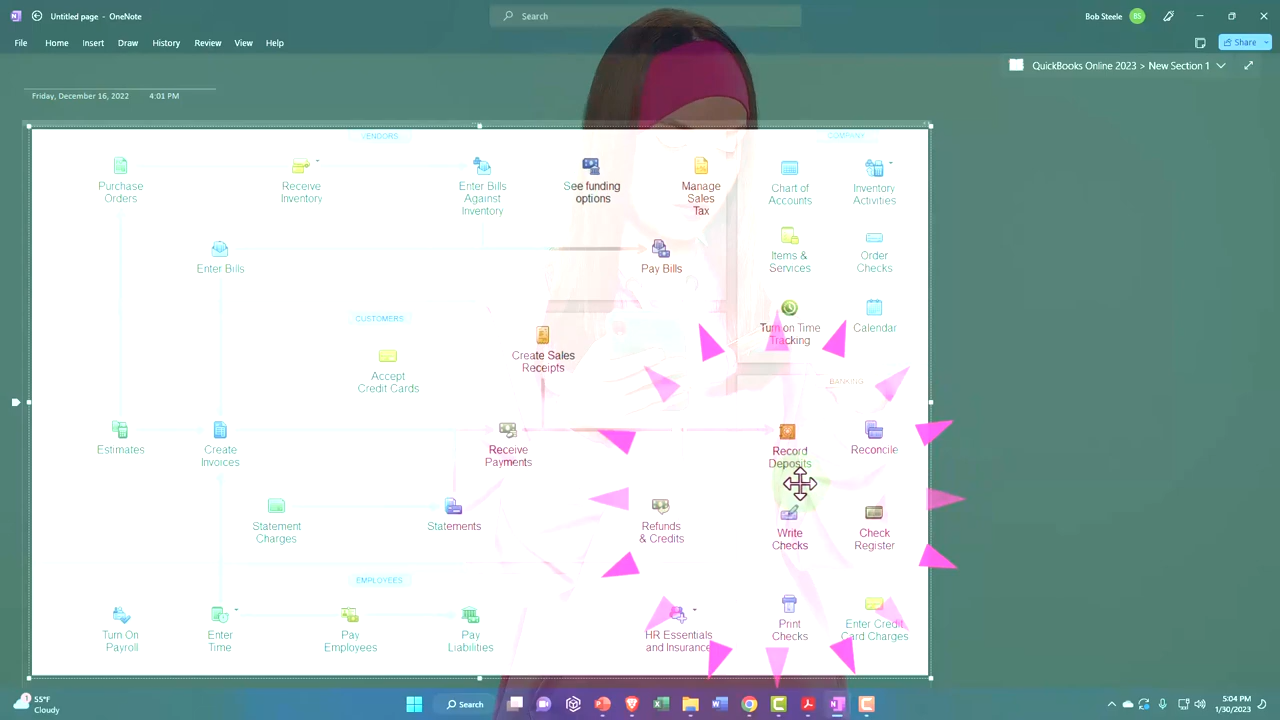 Untitled page - OneNote
Search
Bob Steele
BS
File Home Insert Draw History Review View Help
Share
QuickBooks Online 2023 > New Section 1
Friday, December 16, 2022 4:01 PM
VENDORS
COMPANY
Purchase
Orders
Receive
Inventory
Enter Bills
Against
Inventory
See funding
options
Manage
Sales
Tax
Chart of
Accounts
Inventory
Activities
Enter Bills
Pay Bills
Items &
Services
Order
Checks
CUSTOMERS
Accept
Credit Cards
Create Sales
Receipts
Turn on Time
Tracking
Calendar
BANKING
Estimates
Create
Invoices
Receive
Payments
Record
Deposits
Reconcile
Statement
Charges
Statements
Refunds
& Credits
Write
Checks
Check
Register
EMPLOYEES
Turn On
Payroll
Enter
Time
Pay
Employees
Pay
Liabilities
HR Essentials
and Insurance
Print
Checks
Enter Credit
Card Charges
1
55°F
Cloudy
Search
5:04 PM
1/30/2023